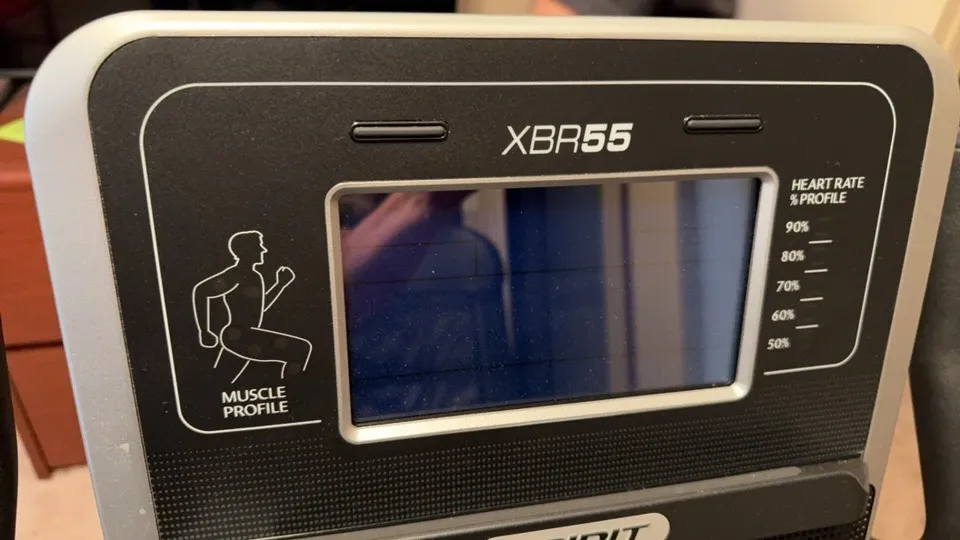 XBR55
HEART RATE
% PROFILE
90%
80%
70%
60%
50%
MUSCLE
PROFILE